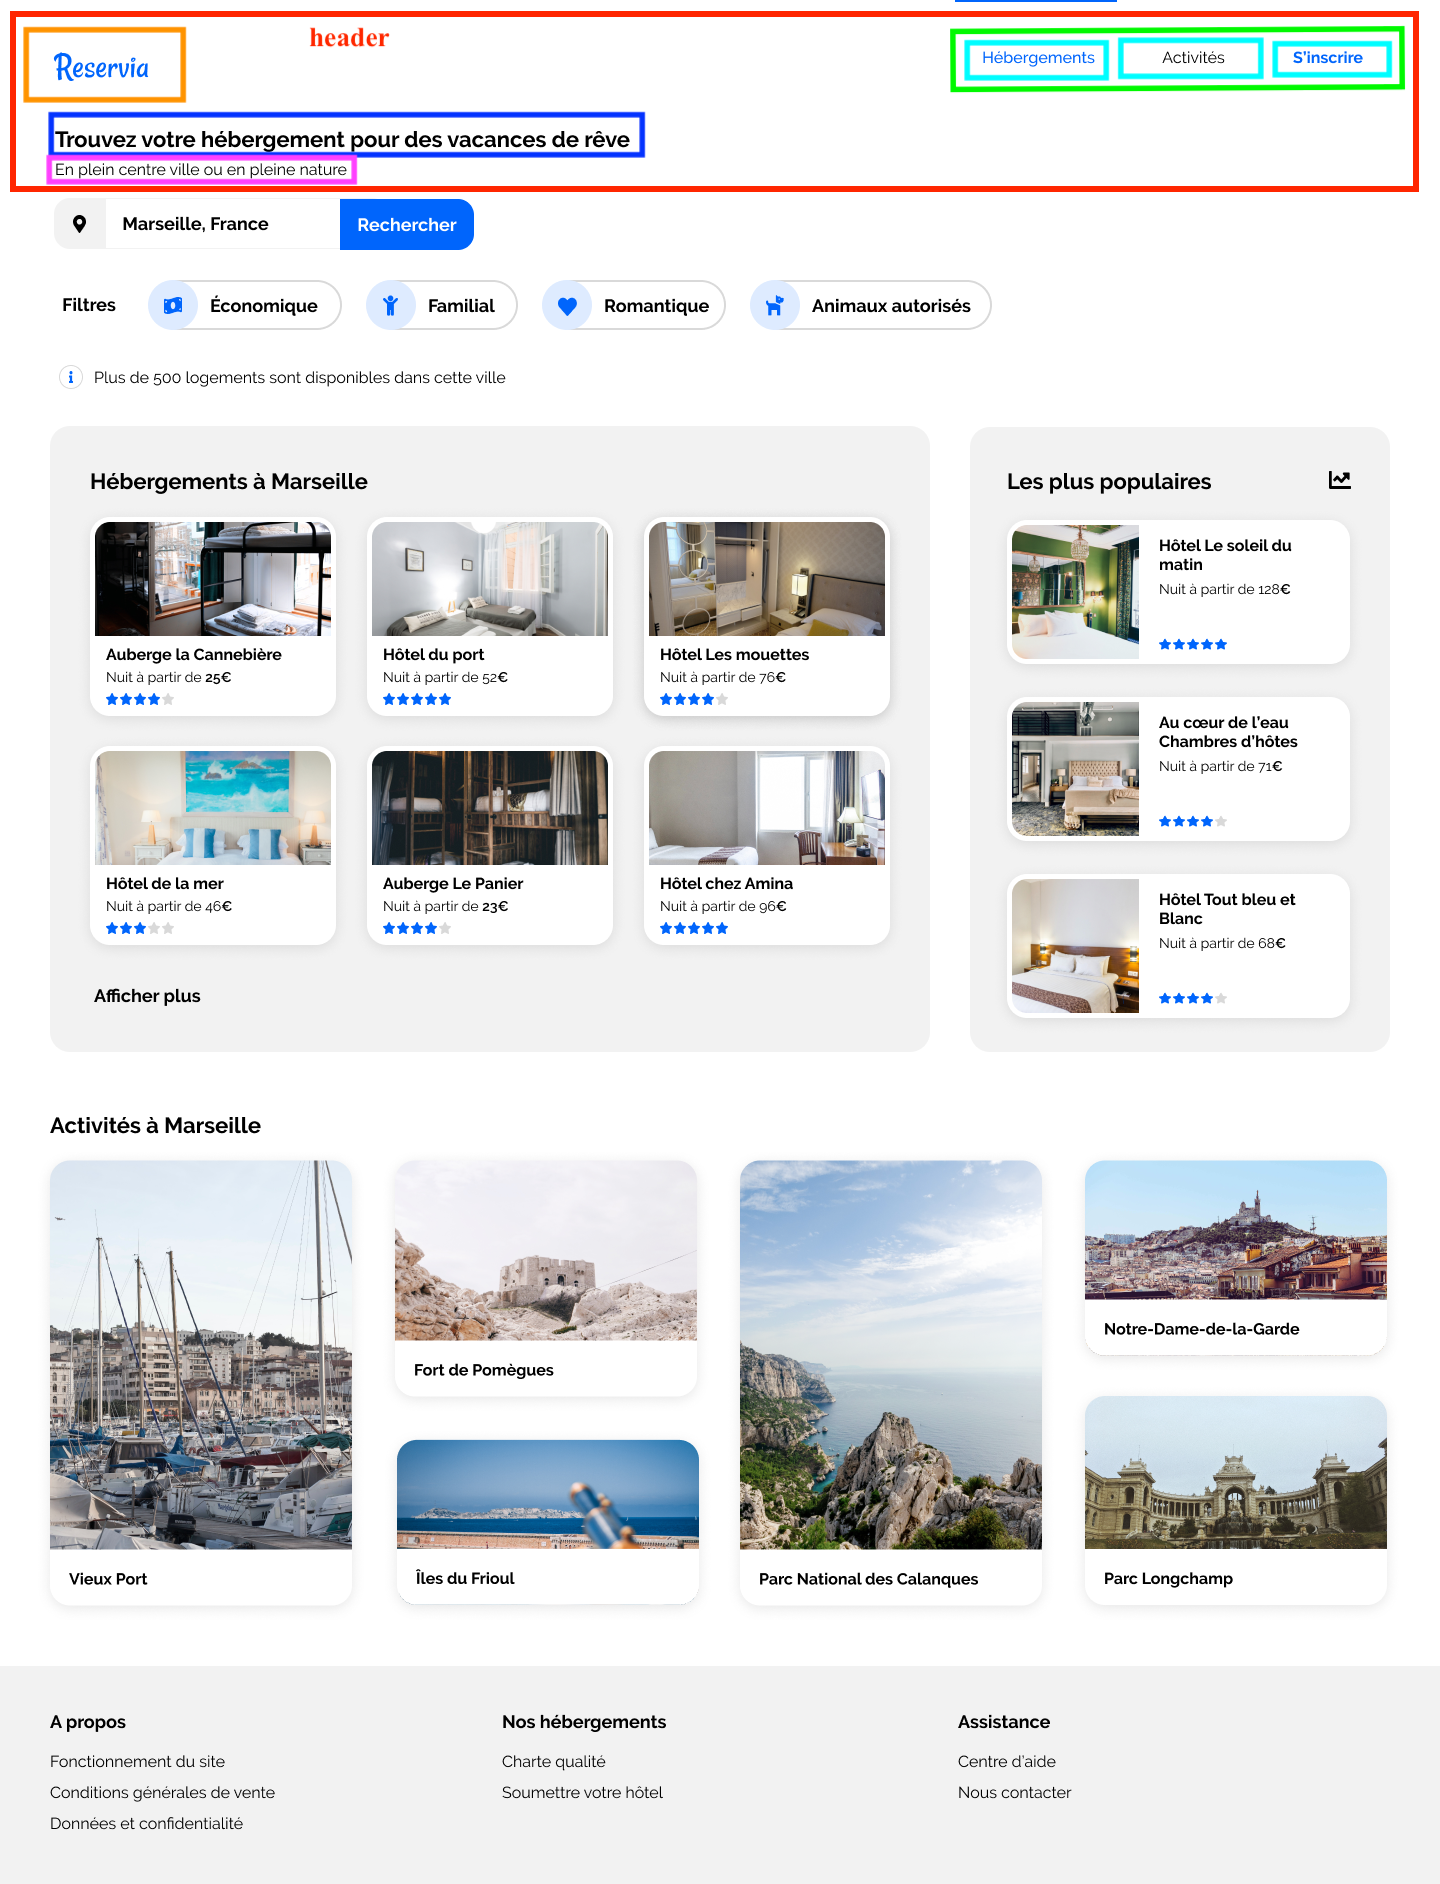 header
Reservia
Hébergements
Activités
S'inscrire
Trouvez votre hébergement pour des vacances de rêve
En plein centre ville ou en pleine nature
Marseille, France
Rechercher
Filtres
Économique
Familial
Romantique
Animaux autorisés
Plus de 500 logements sont disponibles dans cette ville
Hébergements à Marseille
Auberge la Cannebière
Nuit à partir de 25€
Hôtel du port
Nuit à partir de 52€
Hôtel Les mouettes
Nuit à partir de 76€
Hôtel de la mer
Nuit à partir de 46€
Auberge Le Panier
Nuit à partir de 23€
Hôtel chez Amina
Nuit à partir de 96€
Afficher plus
Les plus populaires
Hôtel Le soleil du
matin
Nuit à partir de 128€
Au cœur de l'eau
Chambres d'hôtes
Nuit à partir de 71€
Hôtel Tout bleu et
Blanc
Nuit à partir de 68€
Activités à Marseille
Vieux Port
Fort de Pomègues
Îles du Frioul
Parc National des Calanques
Notre-Dame-de-la-Garde
Parc Longchamp
A propos
Fonctionnement du site
Conditions générales de vente
Données et confidentialité
Nos hébergements
Charte qualité
Soumettre votre hôtel
Assistance
Centre d'aide
Nous contacter